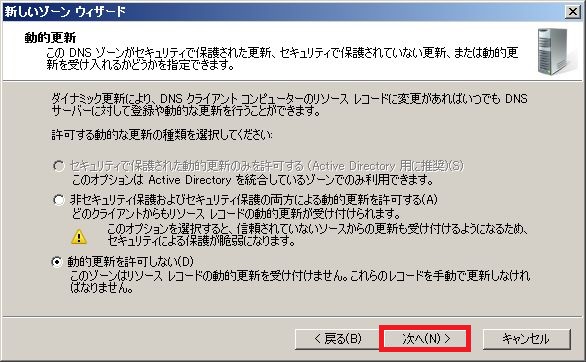 新しいゾーン ウィザード
動的更新
この DNS ゾーンがセキュリティで保護された更新、セキュリティで保護されていない更新、または動的更
新を受け入れるかどうかを指定できます。
ダイナミック更新により、DNS クライアント コンピューターのリソース レコードに変更があればいつでも DNS
サーバーに対して登録や動的な更新を行うことができます。
許可する動的な更新の種類を選択してください:
セキュリティで保護された動的更新のみを許可する (Active Directory 用に推奨)(S)
このオプションは Active Directory を統合しているゾーンでのみ利用できます。
非セキュリティ保護およびセキュリティ保護の両方による動的更新を許可する(A)
どのクライアントからもリソース レコードの動的更新が受け付けられます。
このオプションを選択すると、信頼されていないソースからの更新も受け付けるようになるため、
セキュリティによる保護が脆弱になります。
動的更新を許可しない(D)
このゾーンはリソース レコードの動的更新を受け付けません。これらのレコードを手動で更新しなけれ
ばなりません。
< 戻る(B)
次へ(N) >
キャンセル